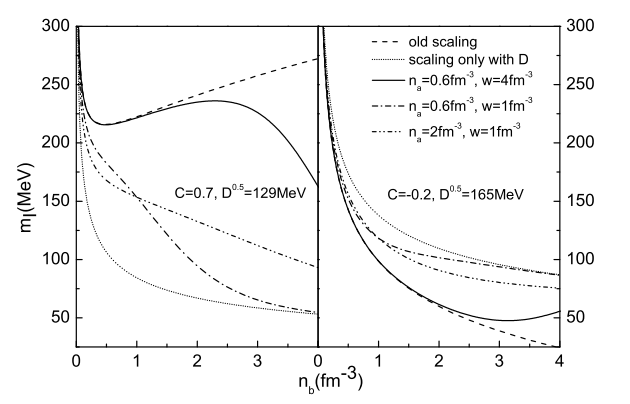 300
250
200
150
100
50
m_I(MeV)
0
1
2
3
C=0.7, D^0.5=129MeV
old scaling
scaling only with D
n_a=0.6fm^-3, w=4fm^-3
n_a=0.6fm^-3, w=1fm^-3
n_a=2fm^-3, w=1fm^-3
C=-0.2, D^0.5=165MeV
300
250
200
150
100
50
0
1
2
3
4
n_b(fm^-3)